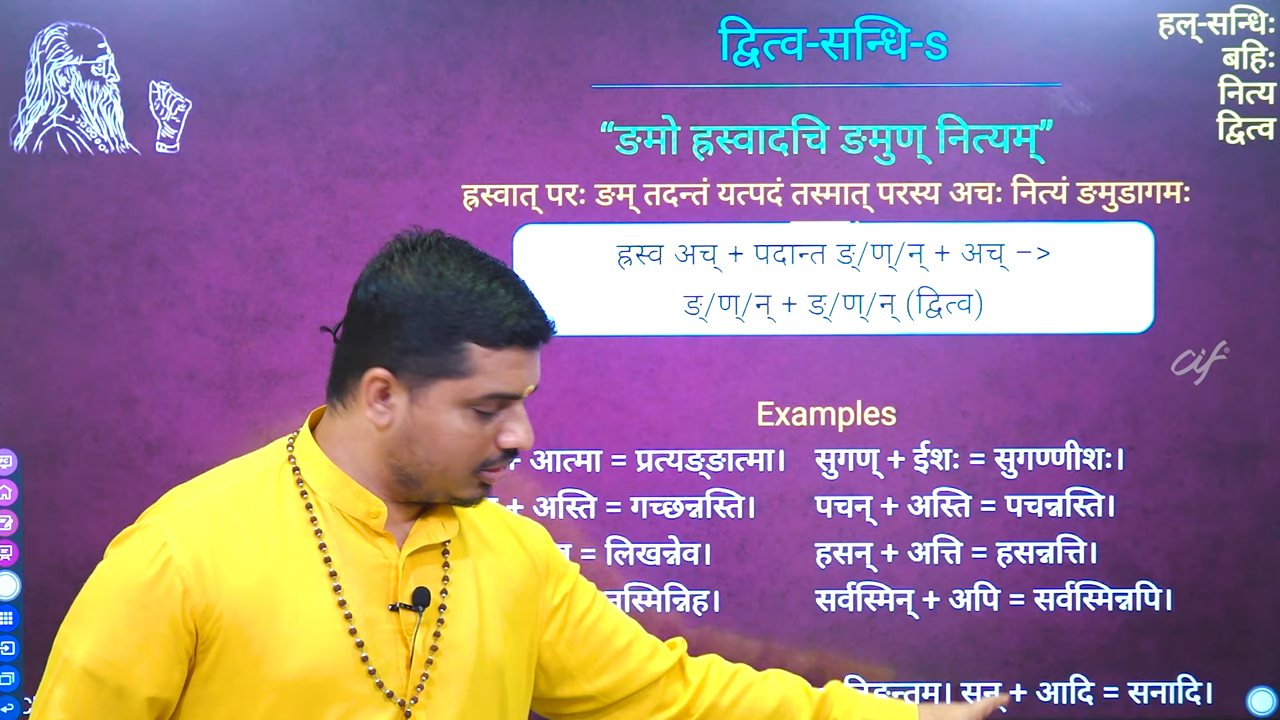 द्वित्व-सन्धि-S
हल्-सन्धिः
बहिः
नित्य
द्वित्व
“ङमो ह्रस्वादचि ङमुण् नित्यम्”
ह्रस्वात् परः ङम् तदन्तं यत्पदं तस्मात् परस्य अचः नित्यं ङमुडागमः
ह्रस्व अच् + पदान्त ङ्/ण्/न् + अच् –>
ङ्/ण्/न् + ङ्/ण्/न् (द्वित्व)
cif
Examples
+ आत्मा = प्रत्यङ्ङात्मा। सुगण् + ईशः = सुगण्णीशः।
+ अस्ति = गच्छन्नस्ति। पचन् + अस्ति = पचन्नस्ति।
= लिखन्नेव। हसन् + अत्ति = हसन्नत्ति।
सर्वस्मिन् + अपि = सर्वस्मिन्नपि।
सन् + आदि = सनादि।